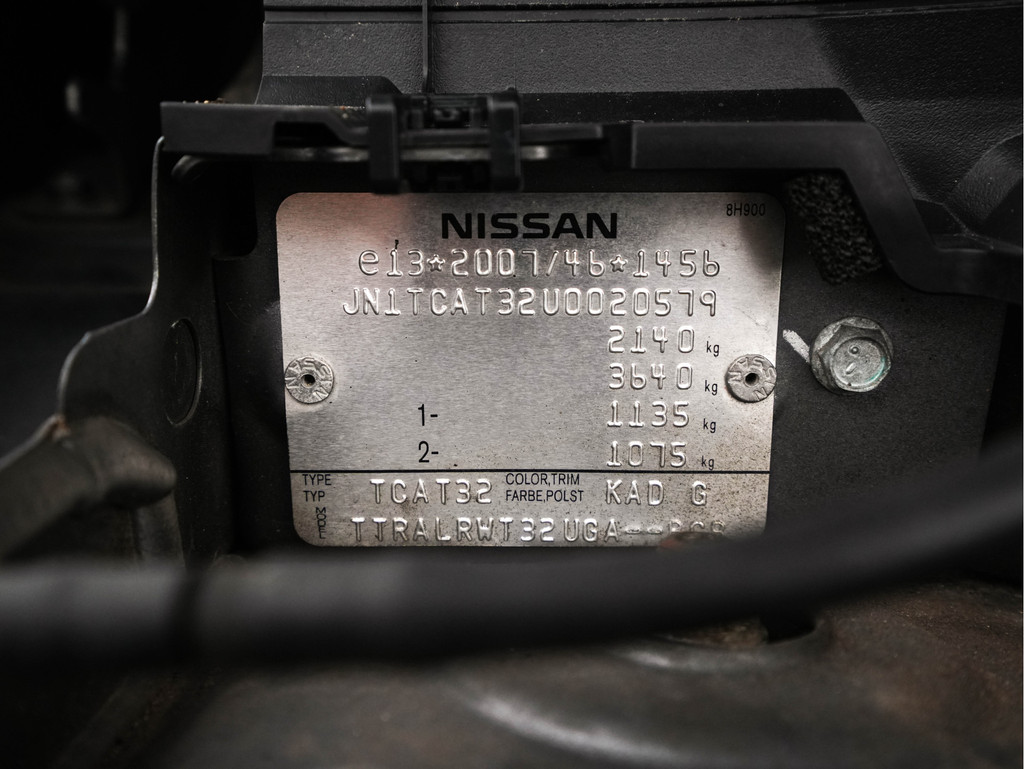 NISSAN 8H900
e13*2007/46*1456
JN1TCAT32U0020579
2140 kg
3640 kg
1- 1135 kg
2- 1075 kg
TYPE TYP TCAT32 COLOR,TRIM FARBE,POLST KAD G
TTRALRWT32UGA--